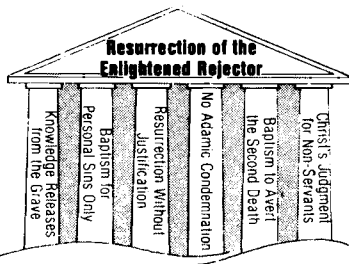 Resurrection of the
Enlightened Rejector
Knowledge Releases
from the Grave
Baptism for
Personal Sins Only
Resurrection Without
Justification
No Adamic Condemnation
Baptism to Avert
the Second Death
Christ's Judgment
for Non-Servants